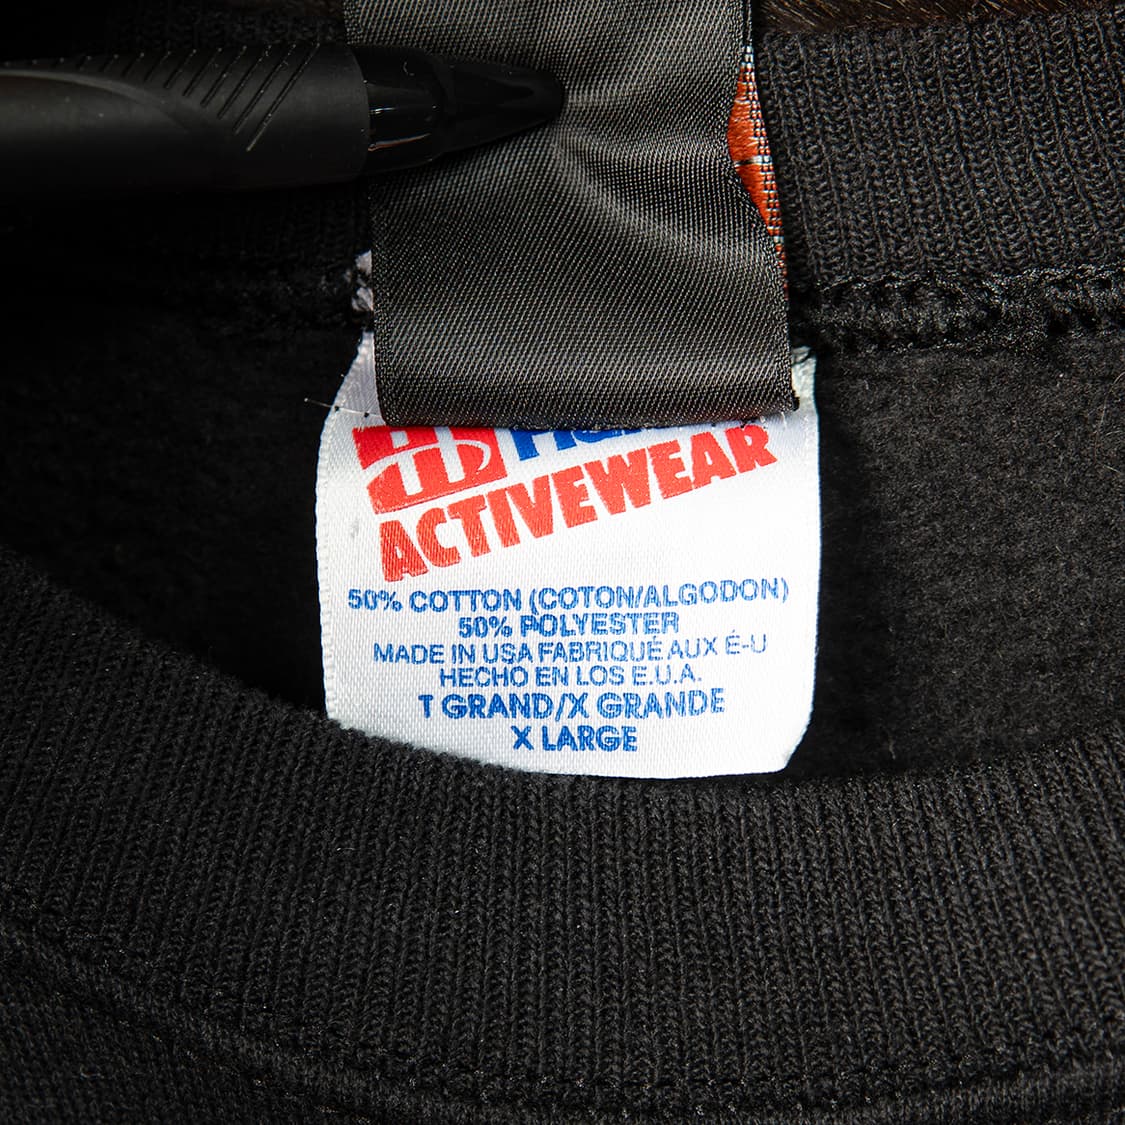 ACTIVEWEAR
50% COTTON (COTON/ALGODON)
50% POLYESTER
MADE IN USA FABRIQUÉ AUX É-U
HECHO EN LOS E.U.A.
T GRAND/X GRANDE
X LARGE